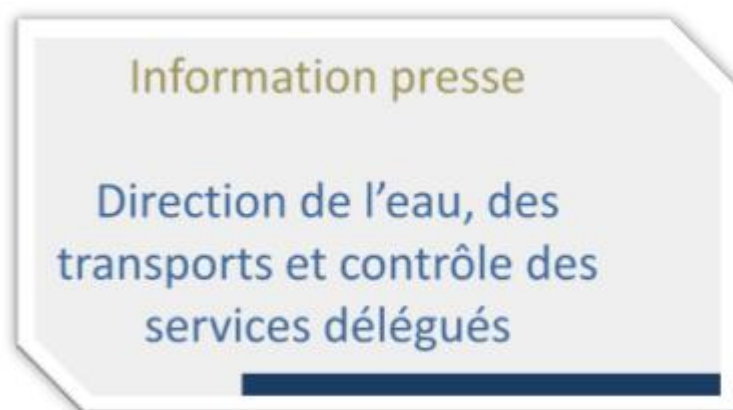 Information presse
Direction de l'eau, des
transports et contrôle des
services délégués